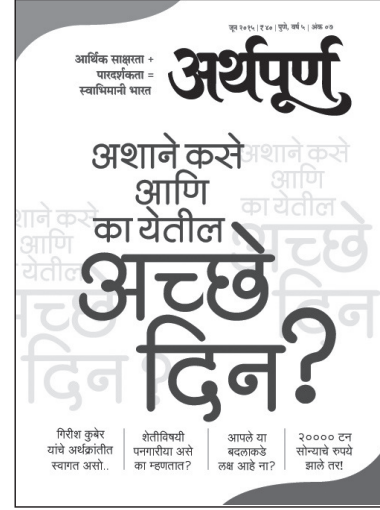 जून २०१५ | ₹ ४० | पुणे, वर्ष ५ | अंक ०७
आर्थिक साक्षरता +
पारदर्शकता =
स्वाभिमानी भारत
अर्थपूर्ण
अशाने कसे
आणि
का येतील
अच्छे
दिन?
गिरीश कुबेर
यांचे अर्थक्रांतीत
स्वागत असो..
शेतीविषयी
पनगारीया असे
का म्हणतात?
आपले या
बदलाकडे
लक्ष आहे ना?
२०००० टन
सोन्याचे रुपये
झाले तर!